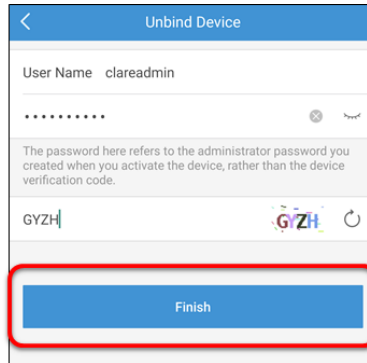 Unbind Device
User Name clareadmin
••••••••••
The password here refers to the administrator password you
created when you activate the device, rather than the device
verification code.
GYZH GYZH
Finish